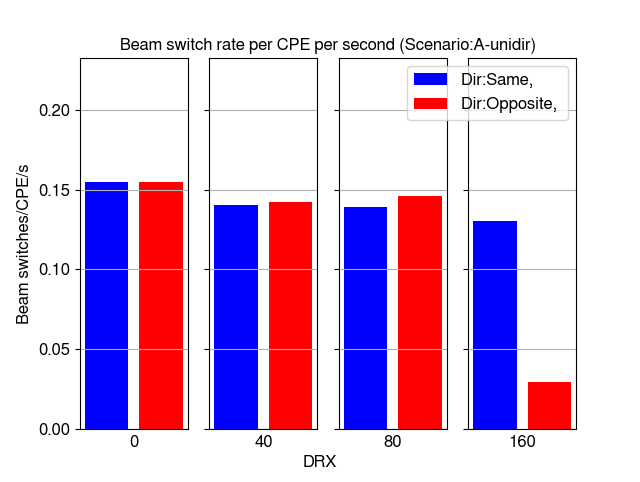 Beam switch rate per CPE per second (Scenario:A-unidir)
Dir:Same,
Dir:Opposite,
Beam switches/CPE/s
0.20
0.15
0.10
0.05
0.00
0 40 80 160
DRX